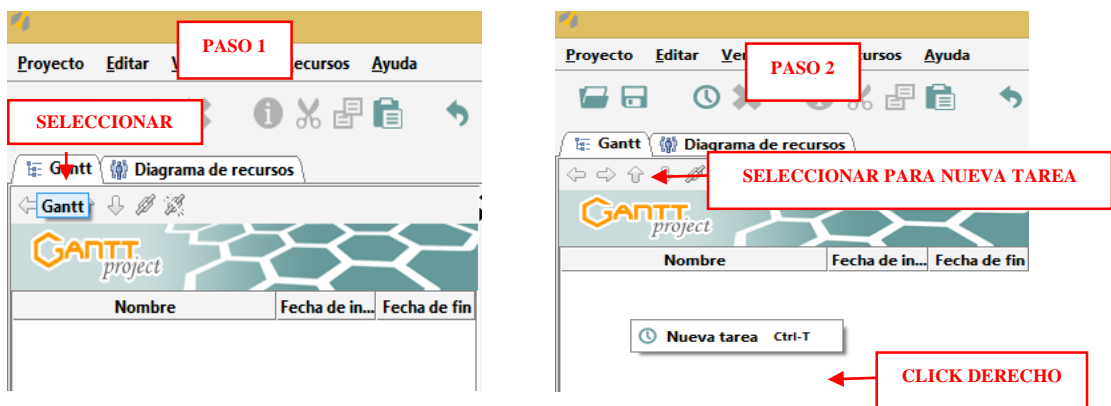 PASO 1
Proyecto Editar V ecursos Ayuda
SELECCIONAR
Gantt Diagrama de recursos
Gantt
GANTT
project
Nombre Fecha de in... Fecha de fin
PASO 2
Proyecto Editar Ver ursos Ayuda
Gantt Diagrama de recursos
SELECCIONAR PARA NUEVA TAREA
GANTT
project
Nombre Fecha de in... Fecha de fin
Nueva tarea Ctrl-T
CLICK DERECHO